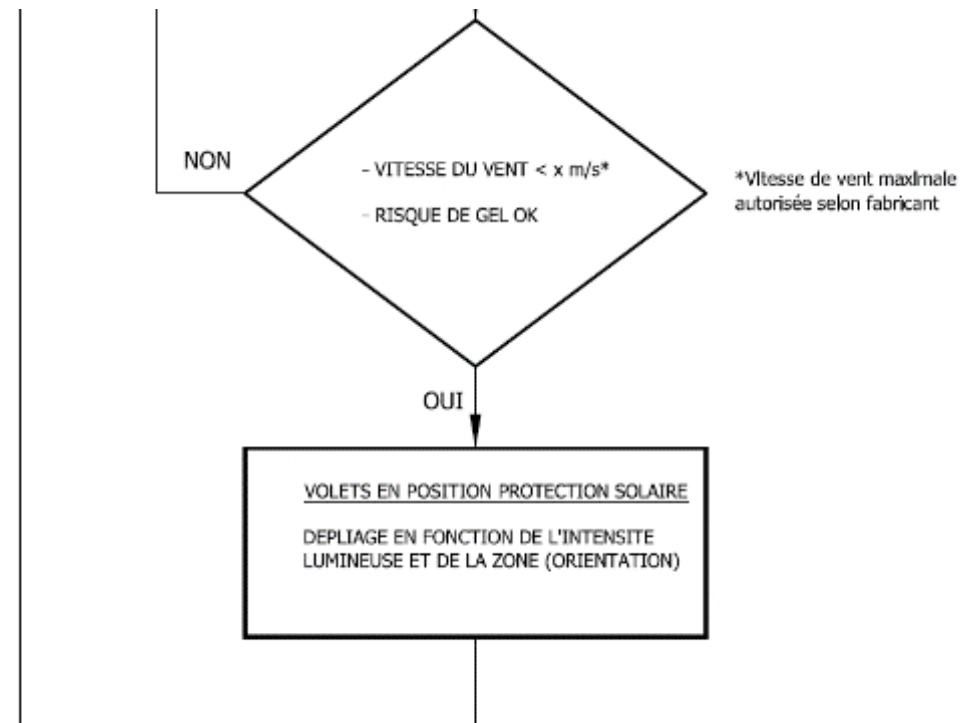 NON
- VITESSE DU VENT < x m/s*
- RISQUE DE GEL OK
*Vitesse de vent maximale
autorisée selon fabricant
OUI
VOLETS EN POSITION PROTECTION SOLAIRE
DEPLIAGE EN FONCTION DE L'INTENSITE
LUMINEUSE ET DE LA ZONE (ORIENTATION)